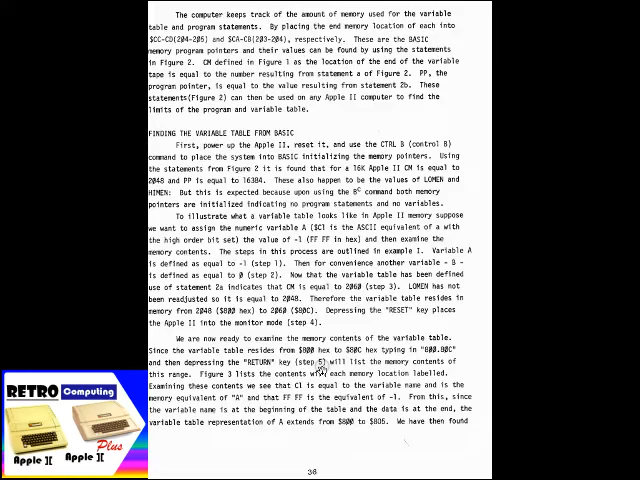 The computer keeps track of the amount of memory used for the variable
table and program statements. By placing the end memory location of each into
$CC-CD(204-205) and $CA-CB(203-204), respectively. These are the BASIC
memory program pointers and their values can be found by using the statements
in Figure 2. CM defined in Figure 1 as the location of the end of the variable
tape is equal to the number resulting from statement a of Figure 2. PP, the
program pointer, is equal to the value resulting from statement 2b. These
statements(Figure 2) can then be used on any Apple II computer to find the
limits of the program and variable table.
FINDING THE VARIABLE TABLE FROM BASIC
First, power up the Apple II, reset it, and use the CTRL B (control B)
command to place the system into BASIC initializing the memory pointers. Using
the statements from Figure 2 it is found that for a 16K Apple II CM is equal to
2048 and PP is equal to 16384. These also happen to be the values of LOMEN and
HIMEN: But this is expected because upon using the Bc command both memory
pointers are initialized indicating no program statements and no variables.
To illustrate what a variable table looks like in Apple II memory suppose
we want to assign the numeric variable A ($Cl is the ASCII equivalent of a with
the high order bit set) the value of -1 (FF FF in hex) and then examine the
memory contents. The steps in this process are outlined in example I. Variable A
is defined as equal to -1 (step 1). Then for convenience another variable - B -
is defined as equal to 0 (step 2). Now that the variable table has been defined
use of statement 2a indicates that CM is equal to 2060 (step 3). LOMEN has not
been readjusted so it is equal to 2048. Therefore the variable table resides in
memory from 2048 ($800 hex) to 2060 ($80C). Depressing the "RESET" key places
the Apple II into the monitor mode (step 4).
We are now ready to examine the memory contents of the variable table.
Since the variable table resides from $800 hex to $80C hex typing in "800.80C"
and then depressing the "RETURN" key (step 5) will list the memory contents of
this range. Figure 3 lists the contents with each memory location labelled.
Examining these contents we see that Cl is equal to the variable name and is the
memory equivalent of "A" and that FF FF is the equivalent of -1. From this, since
the variable name is at the beginning of the table and the data is at the end, the
variable table representation of A extends from $800 to $805. We have then found
36
RETRO Computing
Apple ][
Apple ][
Plus